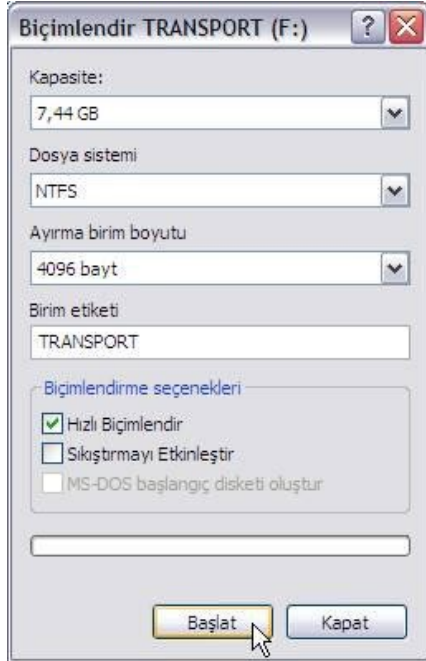 Biçimlendir TRANSPORT (F:)
Kapasite:
7,44 GB
Dosya sistemi
NTFS
Ayırma birim boyutu
4096 bayt
Birim etiketi
TRANSPORT
Biçimlendirme seçenekleri
Hızlı Biçimlendir
Sıkıştırmayı Etkinleştir
MS-DOS başlangıç disketi oluştur
Başlat Kapat